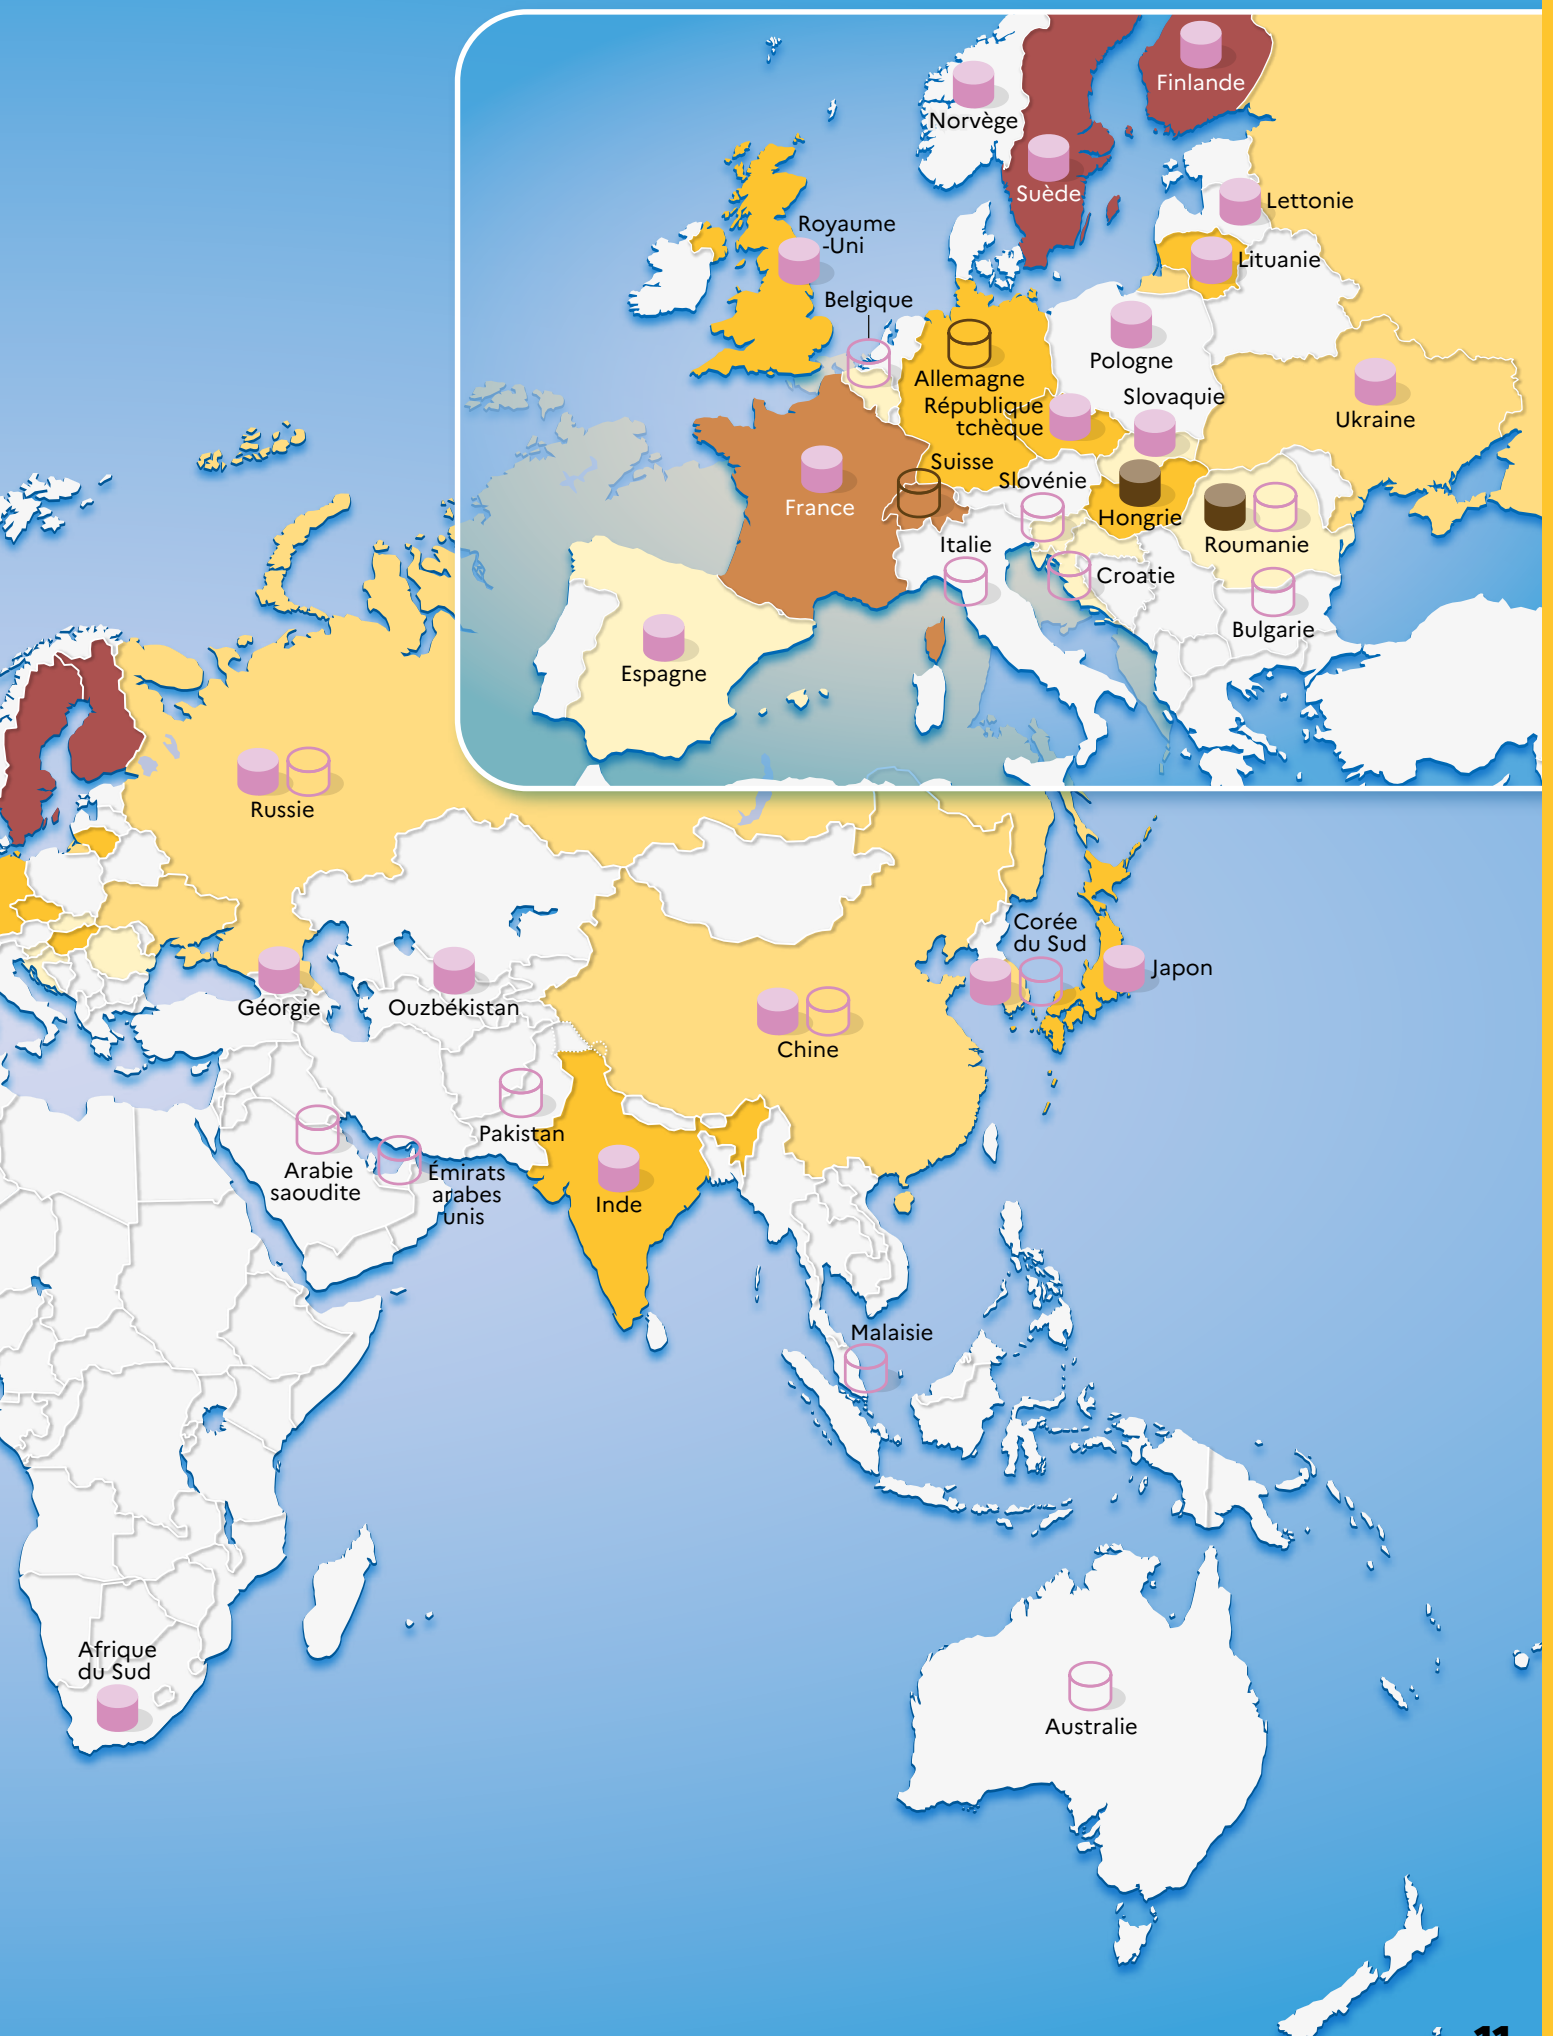 Finlande
Norvège
Suède
Lettonie
Royaume
-Uni
Lituanie
Belgique
Pologne
Allemagne
Slovaquie
République
tchèque
Ukraine
Suisse
Slovénie
France
Hongrie
Italie
Roumanie
Croatie
Bulgarie
Espagne
Russie
Corée
du Sud
Japon
Géorgie
Ouzbékistan
Chine
Pakistan
Arabie
saoudite
Émirats
arabes
unis
Inde
Malaisie
Afrique
du Sud
Australie
11